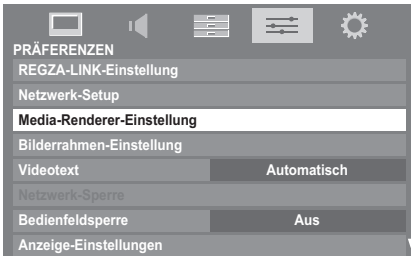 PRÄFERENZEN
REGZA-LINK-Einstellung
Netzwerk-Setup
Media-Renderer-Einstellung
Bilderrahmen-Einstellung
Videotext Automatisch
Netzwerk-Sperre
Bedienfeldsperre Aus
Anzeige-Einstellungen